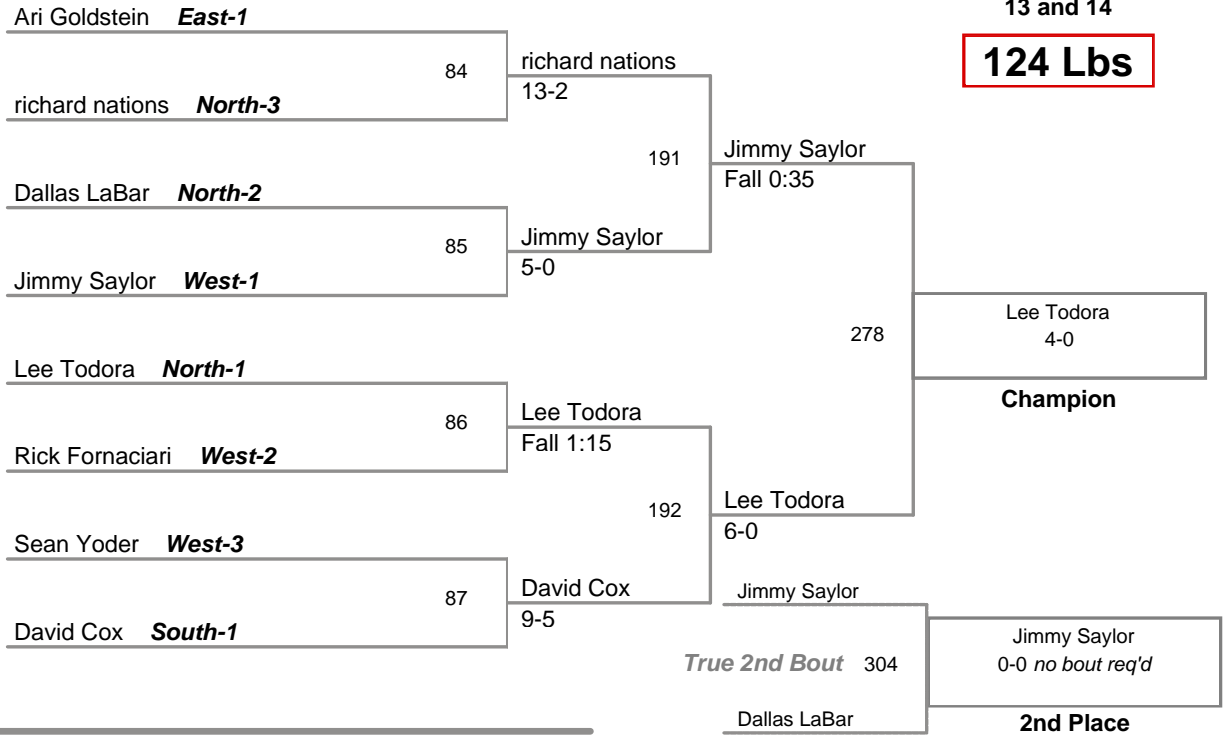 13 and 14
124 Lbs
Ari Goldstein East-1
84
richard nations North-3
richard nations
13-2
191
Dallas LaBar North-2
85
Jimmy Saylor West-1
Jimmy Saylor
5-0
Jimmy Saylor
Fall 0:35
278
Lee Todora North-1
86
Rick Fornaciari West-2
Lee Todora
Fall 1:15
192
Sean Yoder West-3
87
David Cox South-1
David Cox
9-5
Lee Todora
6-0
Lee Todora
4-0
Champion
Jimmy Saylor
True 2nd Bout 304
Dallas LaBar
Jimmy Saylor
0-0 no bout req'd
2nd Place